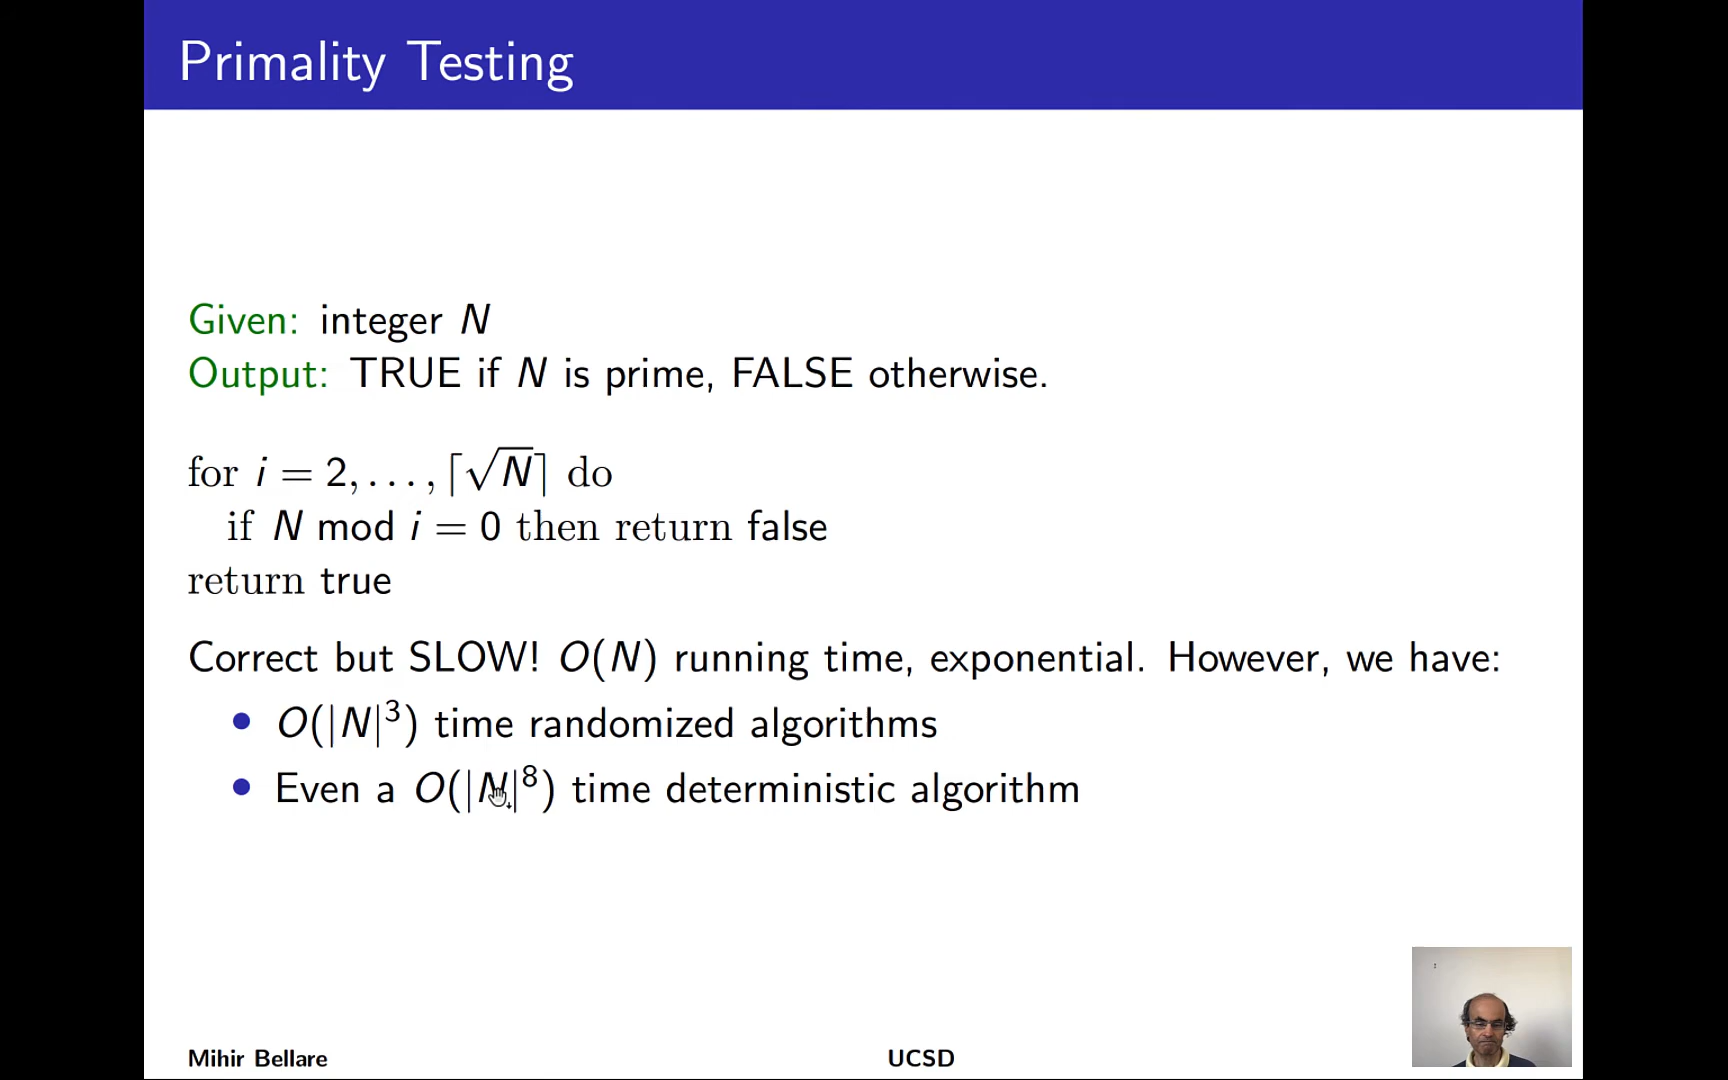 Primality Testing
Given: integer N
Output: TRUE if N is prime, FALSE otherwise.
for i = 2, . . . , ⌈√N⌉ do
if N mod i = 0 then return false
return true
Correct but SLOW! O(N) running time, exponential. However, we have:
• O(|N|³) time randomized algorithms
• Even a O(|N|⁸) time deterministic algorithm
Mihir Bellare UCSD